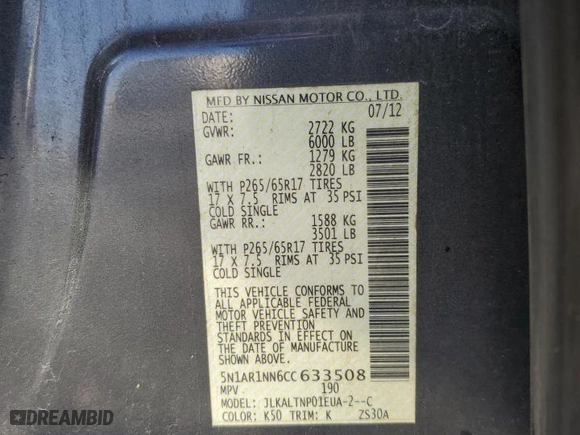 MFD BY NISSAN MOTOR CO., LTD.
DATE: 07/12
GVWR: 2722 KG
6000 LB
GAWR FR.: 1279 KG
2820 LB
WITH P265/65R17 TIRES
17 X 7.5 RIMS AT 35 PSI
COLD SINGLE
GAWR RR.: 1588 KG
3501 LB
WITH P265/65R17 TIRES
17 X 7.5 RIMS AT 35 PSI
COLD SINGLE
THIS VEHICLE CONFORMS TO
ALL APPLICABLE FEDERAL
MOTOR VEHICLE SAFETY AND
THEFT PREVENTION
STANDARDS IN EFFECT ON
THE DATE OF MANUFACTURE
SHOWN ABOVE.
5N1AR1NN6CC633508
MPV 190
MODEL: JLKALTNP01EUA-2--C
COLOR: K50 TRIM: K ZS30A
DREAMBID